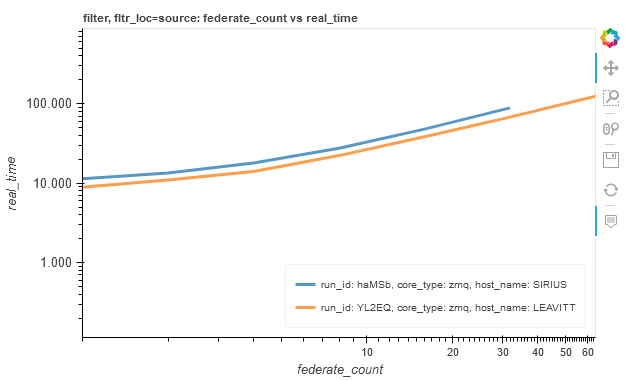 filter, fltr_loc=source: federate_count vs real_time
100.000
10.000
1.000
real_time
run_id: haMSb, core_type: zmq, host_name: SIRIUS
run_id: YL2EQ, core_type: zmq, host_name: LEAVITT
10 20 30 40 50 60
federate_count